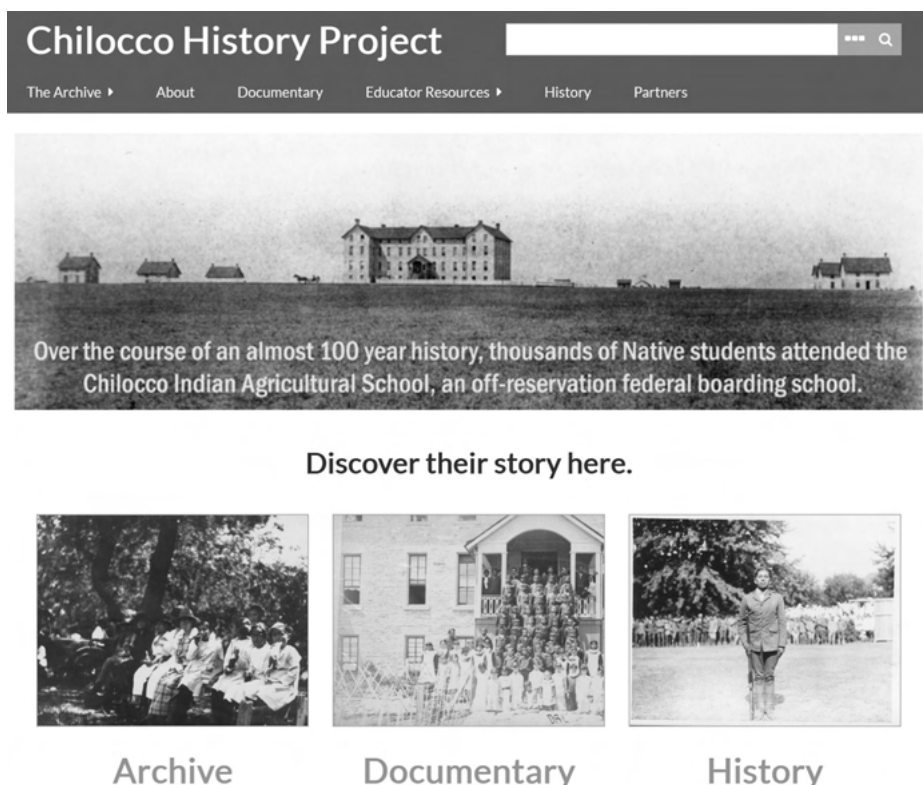 Chilocco History Project
The Archive
About
Documentary
Educator Resources
History
Partners
Over the course of an almost 100 year history, thousands of Native students attended the
Chilocco Indian Agricultural School, an off-reservation federal boarding school.
Discover their story here.
DAL
Archive
Documentary
History